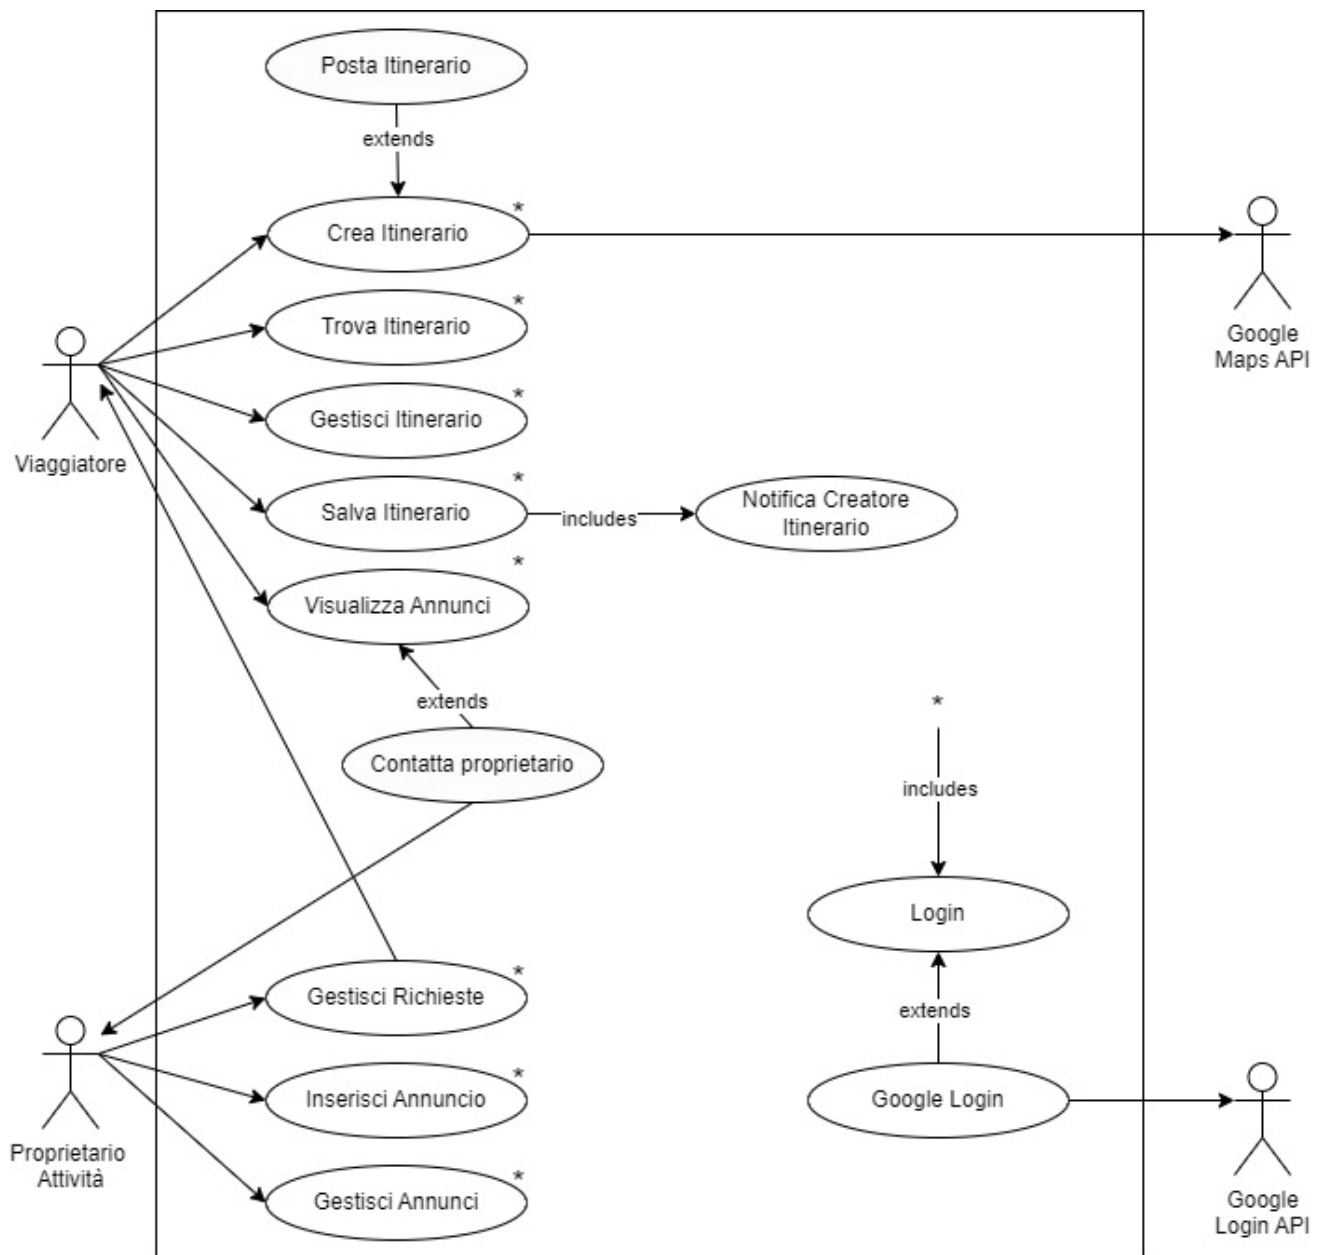 Posta Itinerario
extends
*
Crea Itinerario
Google
Maps API
*
Trova Itinerario
*
Gestisci Itinerario
Viaggiatore
*
Salva Itinerario
includes
Notifica Creatore
Itinerario
*
Visualizza Annunci
extends
*
Contatta proprietario
includes
Login
*
Gestisci Richieste
extends
*
Inserisci Annuncio
Google Login
Proprietario
Attività
*
Gestisci Annunci
Google
Login API